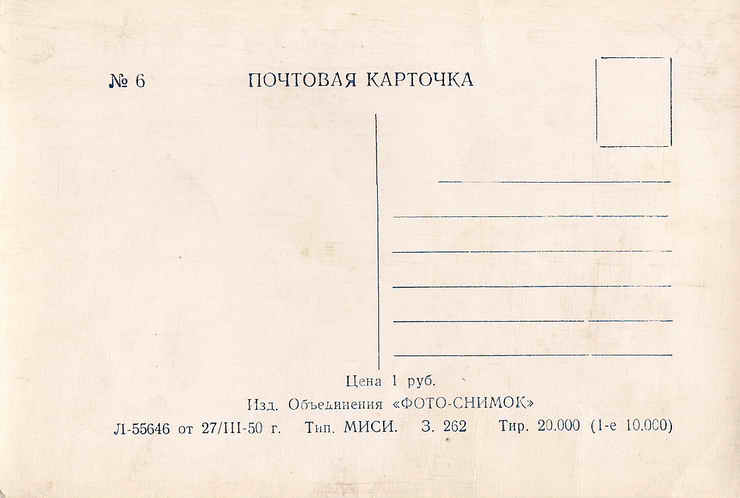 № 6 ПОЧТОВАЯ КАРТОЧКА
Цена 1 руб.
Изд. Объединения «ФОТО-СНИМОК»
Л-55646 от 27/III-50 г. Тип. МИСИ. З. 262 Тир. 20.000 (1-е 10.000)